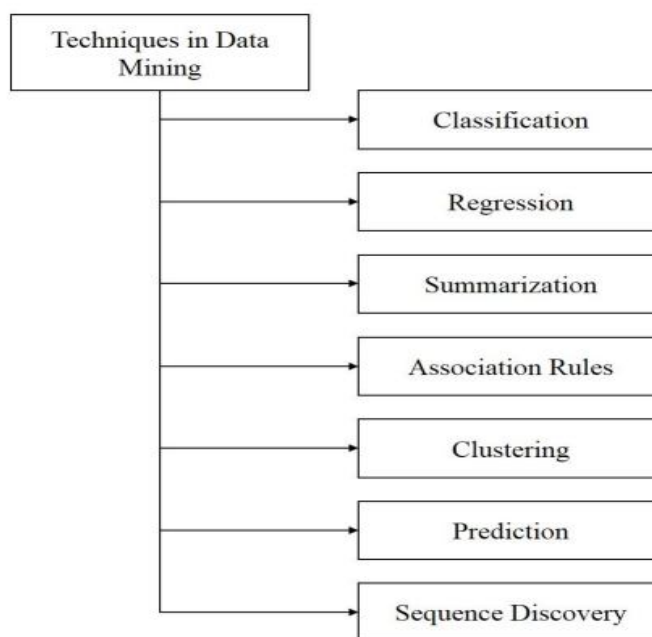 Techniques in Data
Mining
Classification
Regression
Summarization
Association Rules
Clustering
Prediction
Sequence Discovery